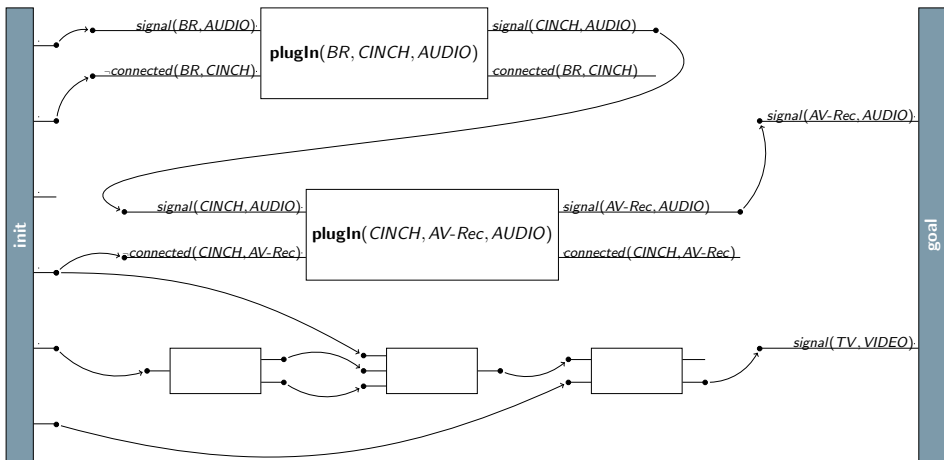 signal(BR, AUDIO)
signal(CINCH, AUDIO)
plugIn(BR, CINCH, AUDIO)
¬connected(BR, CINCH)
connected(BR, CINCH)
signal(AV-Rec, AUDIO)
signal(CINCH, AUDIO)
signal(AV-Rec, AUDIO)
plugIn(CINCH, AV-Rec, AUDIO)
¬connected(CINCH, AV-Rec)
connected(CINCH, AV-Rec)
init
goal
signal(TV, VIDEO)